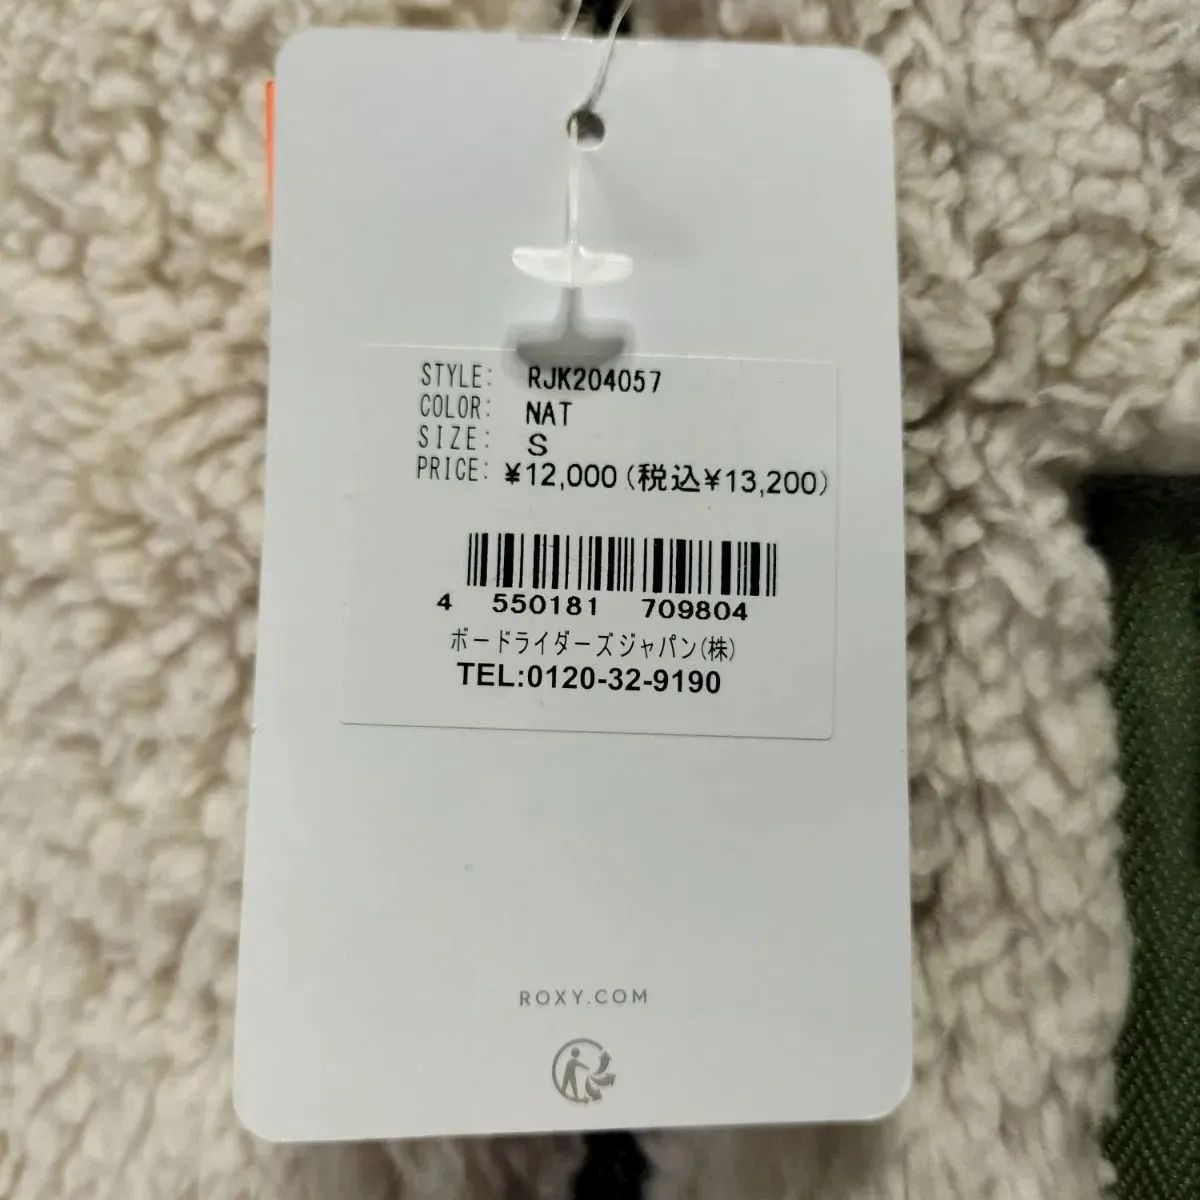 STYLE: RJK204057
COLOR: NAT
SIZE: S
PRICE: ¥12,000(税込¥13,200)
4 550181 709804
ボードライダーズジャパン(株)
TEL:0120-32-9190
ROXY.COM